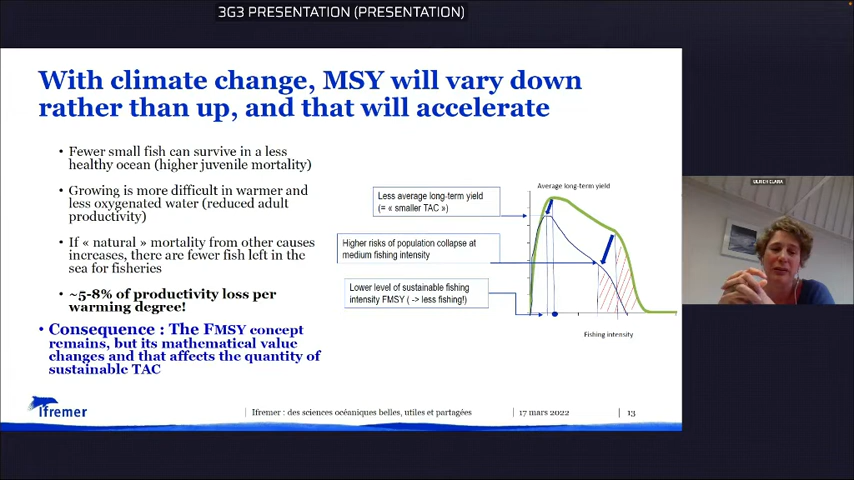 3G3 PRESENTATION (PRESENTATION)
With climate change, MSY will vary down
rather than up, and that will accelerate
• Fewer small fish can survive in a less
healthy ocean (higher juvenile mortality)
• Growing is more difficult in warmer and
less oxygenated water (reduced adult
productivity)
• If « natural » mortality from other causes
increases, there are fewer fish left in the
sea for fisheries
• ~5-8% of productivity loss per
warming degree!
• Consequence : The FMSY concept
remains, but its mathematical value
changes and that affects the quantity of
sustainable TAC
Average long-term yield
Less average long-term yield
(= « smaller TAC »)
Higher risks of population collapse at
medium fishing intensity
Lower level of sustainable fishing
intensity FMSY ( -> less fishing!)
Fishing intensity
ULRICH CLARA
ifremer
Ifremer : des sciences océaniques belles, utiles et partagées
17 mars 2022
13